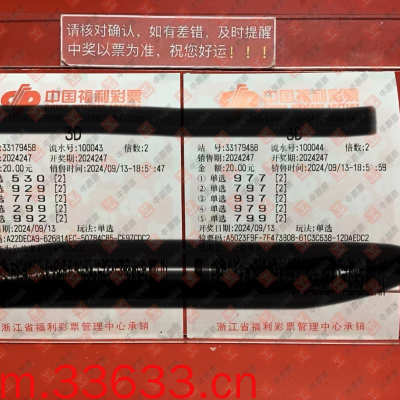 请核对确认，如有差错，及时提醒
中奖以票为准，祝您好运！！！
中国福利彩票
3D
:33179458 流水号:100043 倍数:2
:2024247 开奖期:2024247
:20.00元 销售时间:2024/09/13-18:5 :47
选 530 [2]
选 929 [2]
选 779 [2]
选 299 [2]
选 992 [2]
日期:2024/09/13 玩法:单选
浙江省福利彩票管理中心承销
中国福利彩票
3D
站 号:33179458 流水号:100044 倍数:2
销售期:2024247 开奖期:2024247
金 额:20.00元 销售时间:2024/09/13-18:5 :59
① 单选 977 [2]
② 单选 997 [2]
③ 单选 979 [2]
④ 单选 797 [2]
⑤ 单选 799 [2]
开奖日期:2024/09/13 玩法:单选
浙江省福利彩票管理中心承销
m.33633.cn